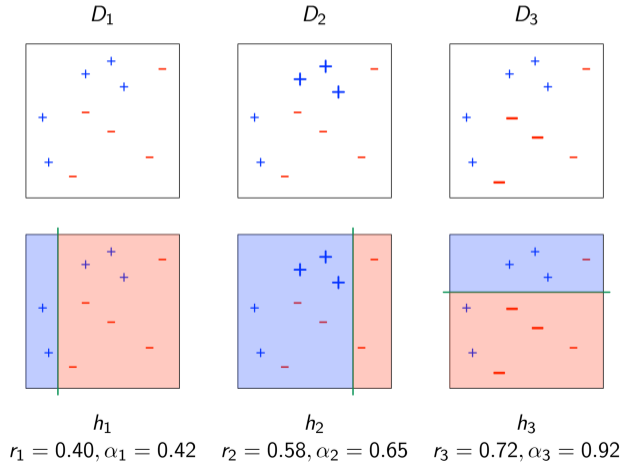 D₁ D₂ D₃
h₁ h₂ h₃
r₁ = 0.40, α₁ = 0.42 r₂ = 0.58, α₂ = 0.65 r₃ = 0.72, α₃ = 0.92